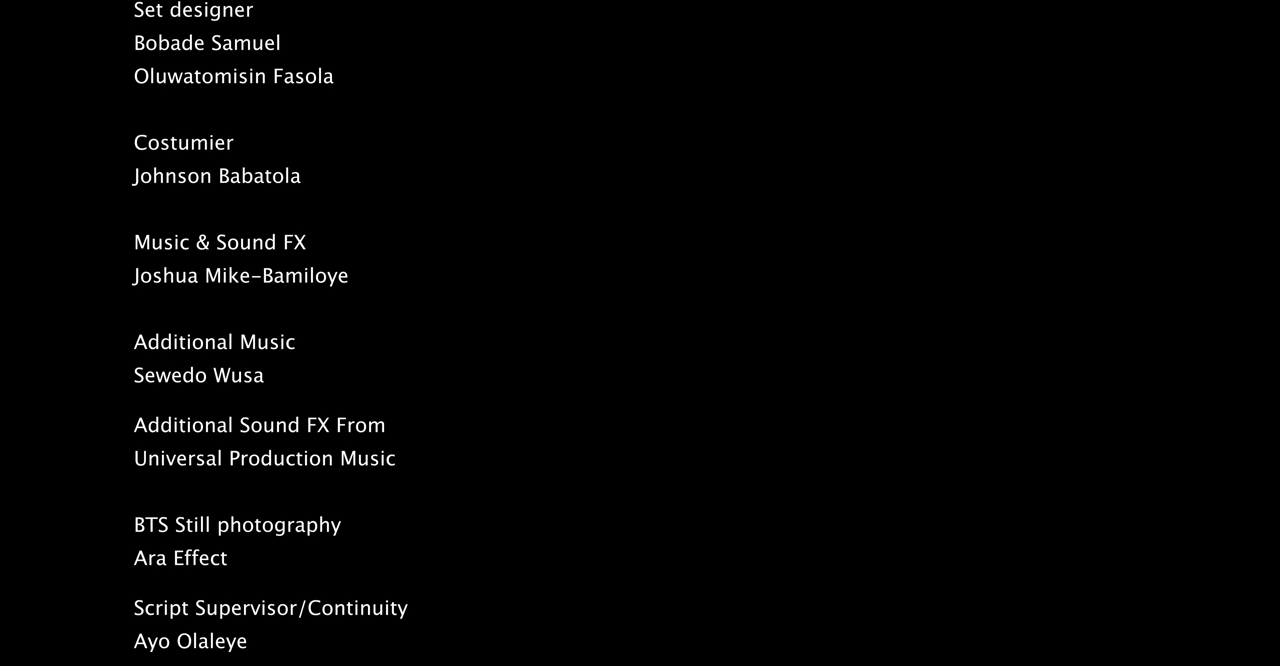 Set designer
Bobade Samuel
Oluwatomisin Fasola
Costumier
Johnson Babatola
Music & Sound FX
Joshua Mike-Bamiloye
Additional Music
Sewedo Wusa
Additional Sound FX From
Universal Production Music
BTS Still photography
Ara Effect
Script Supervisor/Continuity
Ayo Olaleye